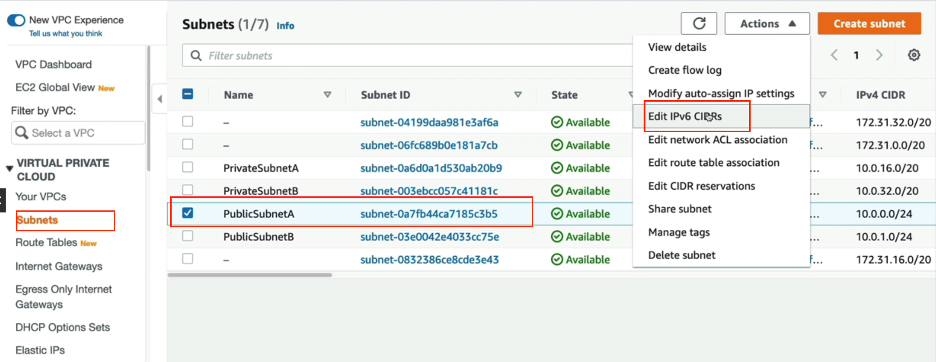 New VPC Experience
Tell us what you think
VPC Dashboard
EC2 Global View New
Filter by VPC:
Select a VPC
VIRTUAL PRIVATE
CLOUD
Your VPCs
Subnets
Route Tables New
Internet Gateways
Egress Only Internet
Gateways
DHCP Options Sets
Elastic IPs
Subnets (1/7) Info
Actions
Create subnet
Filter subnets
1
View details
Create flow log
Modify auto-assign IP settings
Edit IPv6 CIDRs
Edit network ACL association
Edit route table association
Edit CIDR reservations
Share subnet
Manage tags
Delete subnet
Name Subnet ID State IPv4 CIDR
– subnet-04199daa981e3af6a Available f... 172.31.32.0/20
– subnet-06fc689b0e181a7cb Available f... 172.31.0.0/20
PrivateSubnetA subnet-0a6d0a1d530ab20b9 Available ... 10.0.16.0/20
PrivateSubnetB subnet-003ebcc057c41181c Available ... 10.0.32.0/20
PublicSubnetA subnet-0a7fb44ca7185c3b5 Available ... 10.0.0.0/24
PublicSubnetB subnet-03e0042e4033cc75e Available ... 10.0.1.0/24
– subnet-0832386ce8cde3e43 Available f... 172.31.16.0/20